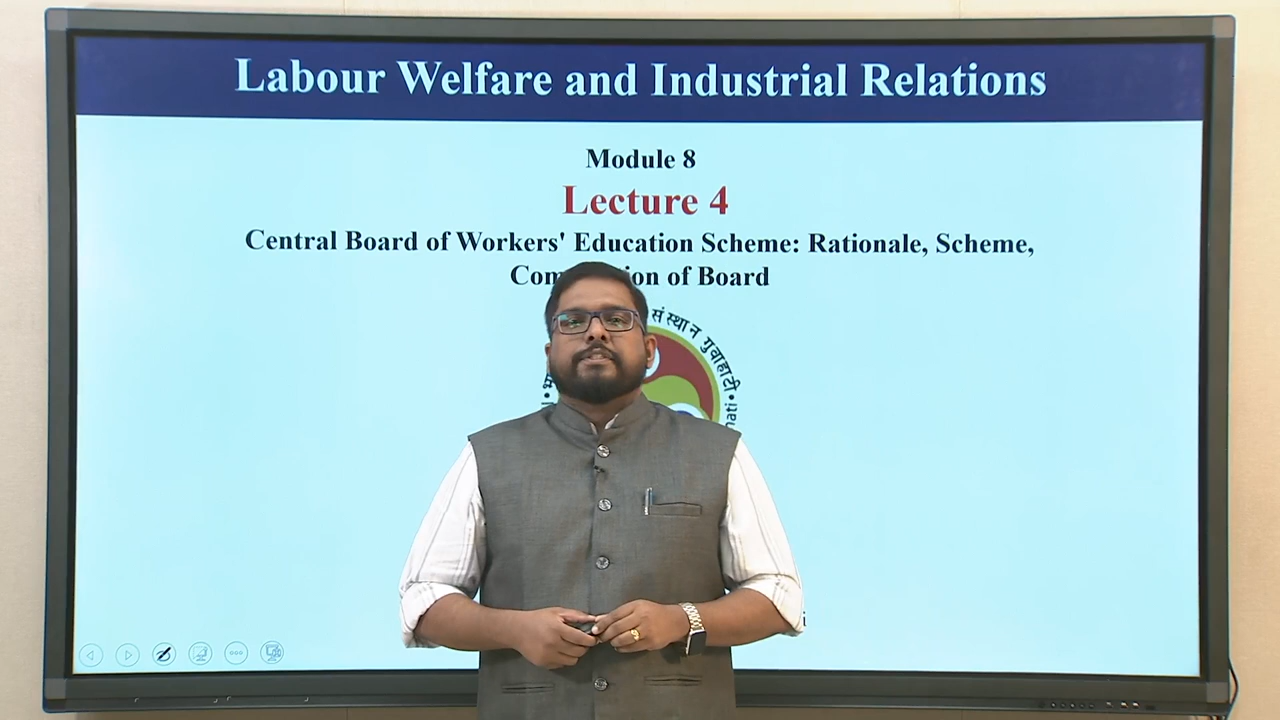 Labour Welfare and Industrial Relations
Module 8
Lecture 4
Central Board of Workers' Education Scheme: Rationale, Scheme,
of Board
संस्थान गुवाहाटी